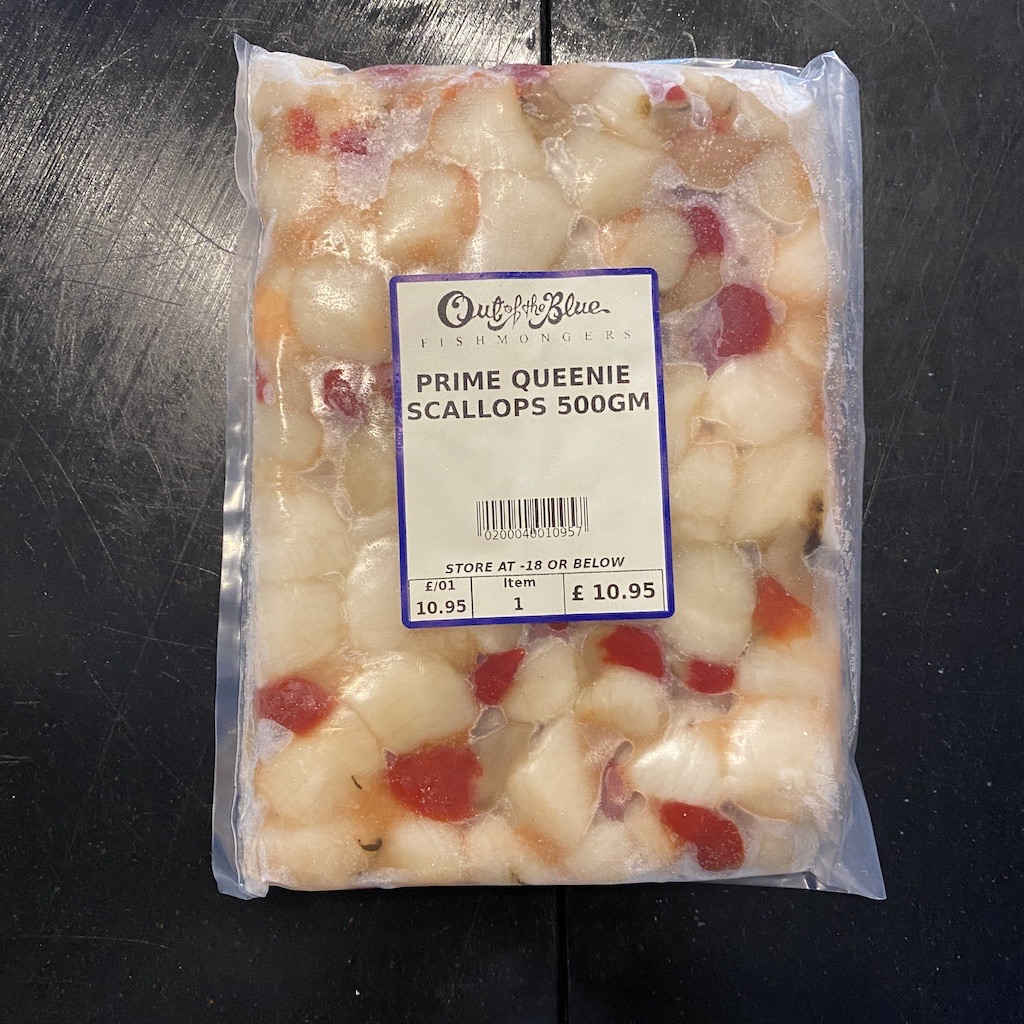 Out of the Blue
FISHMONGERS
PRIME QUEENIE
SCALLOPS 500GM
0200040010957
STORE AT -18 OR BELOW
£/01 Item
10.95 1 £ 10.95